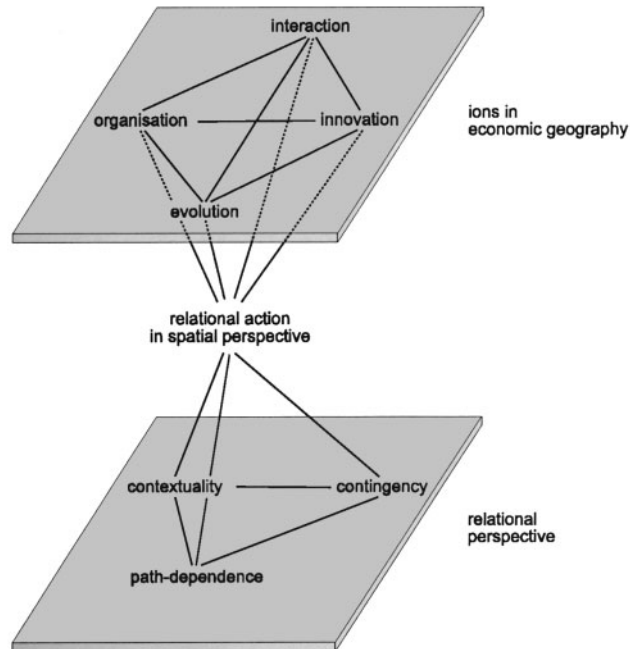 interaction
organisation
innovation
ions in
economic geography
evolution
relational action
in spatial perspective
contextuality
contingency
relational
perspective
path-dependence